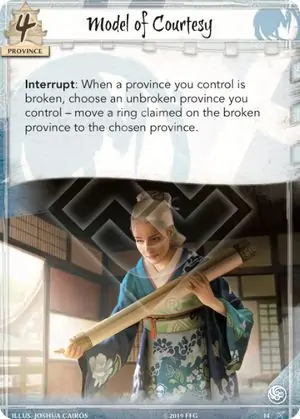 4
Model of Courtesy
PROVINCE
Interrupt: When a province you control is
broken, choose an unbroken province you
control – move a ring claimed on the broken
province to the chosen province.
ILLUS: JOSHUA CAIRÓS
©2019 FFG
14